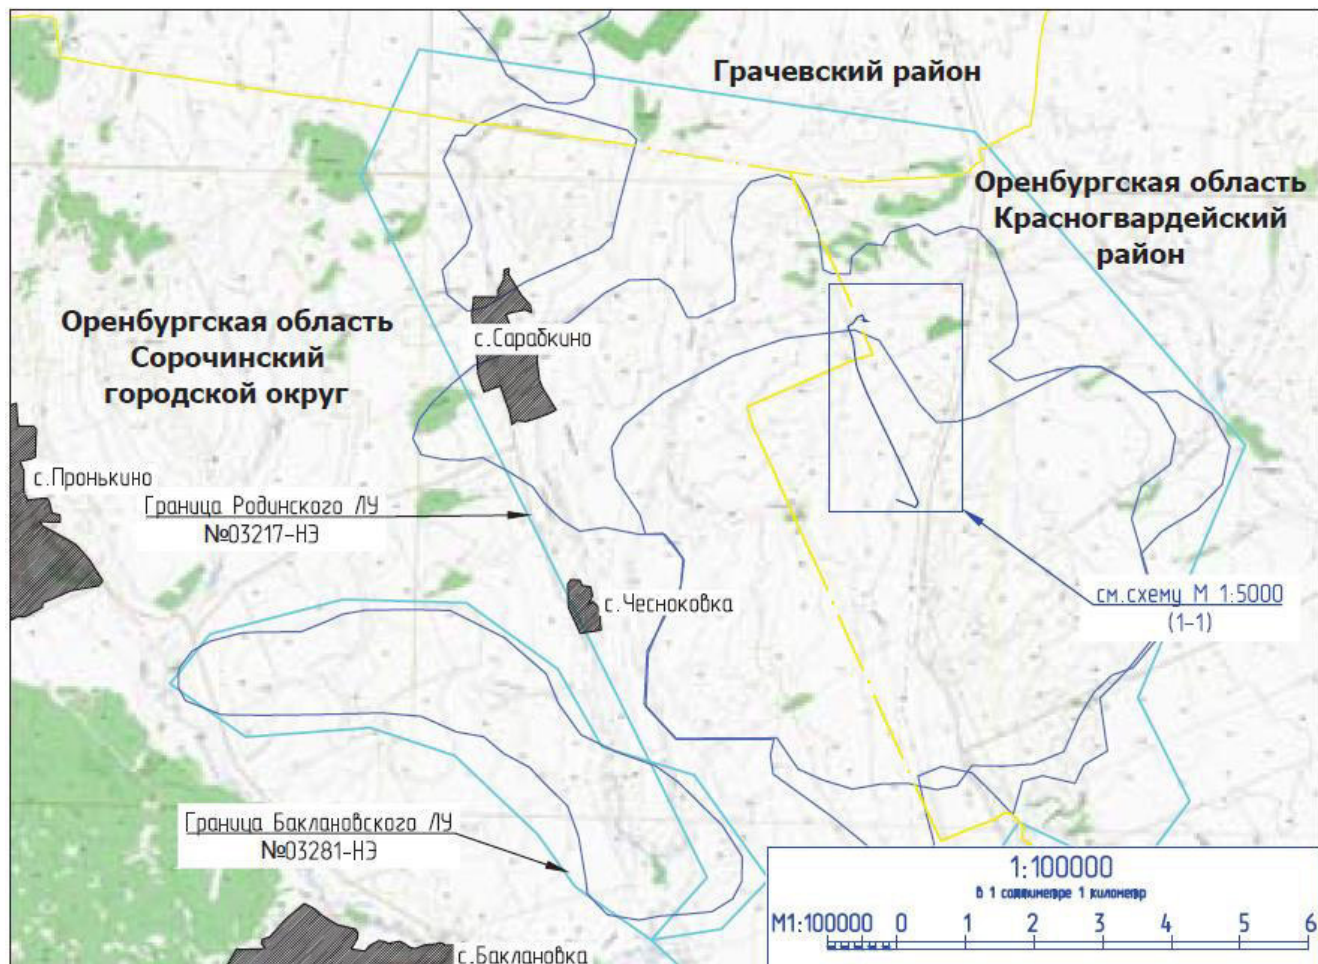 Грачевский район
Оренбургская область
Красногвардейский
район
Оренбургская область
Сорочинский
городской округ
с.Сарабкино
с.Пронькино
Граница Родинского ЛУ
№03217-НЭ
с.Чесноковка
см.схему М 1:5000
(1-1)
Граница Баклановского ЛУ
№03281-НЭ
с.Баклановка
1:100000
в 1 сантиметре 1 километр
М1:100000 0 1 2 3 4 5 6